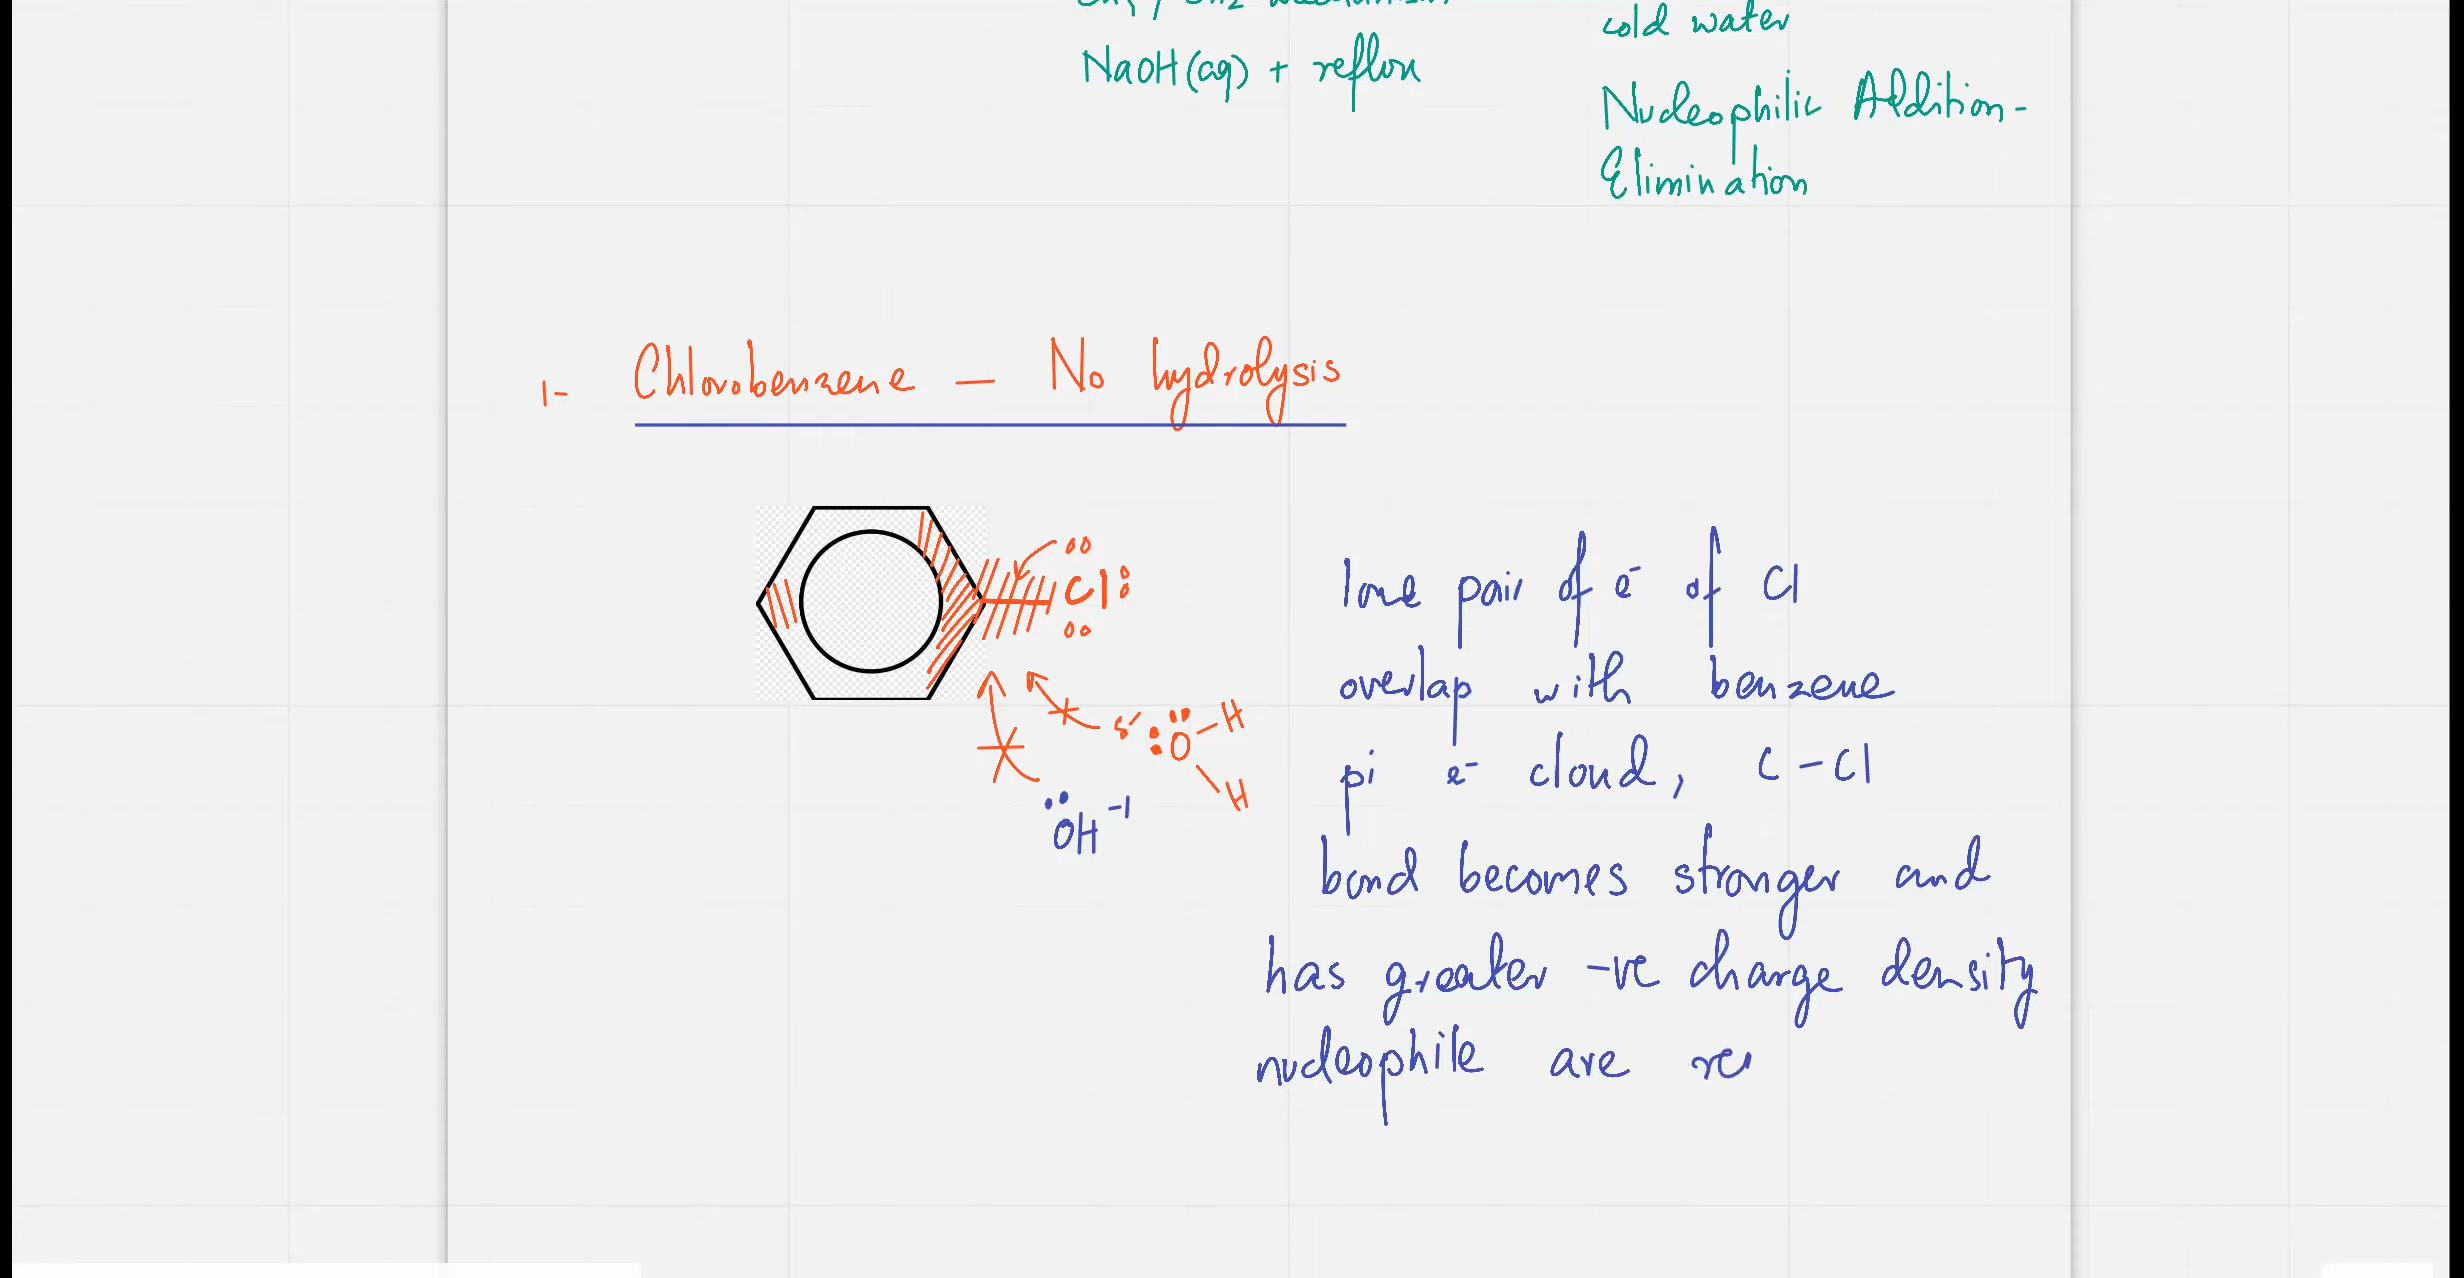 cold water
NaOH(aq) + reflux
Nucleophilic Addition-
Elimination
1- Chlorobenzene — No hydrolysis
Cl
δ- O H
H
OH -1
lone pair of e- of Cl
overlap with benzene
pi e- cloud, C-Cl
bond becomes stronger and
has greater -ve charge density
nucleophile are re